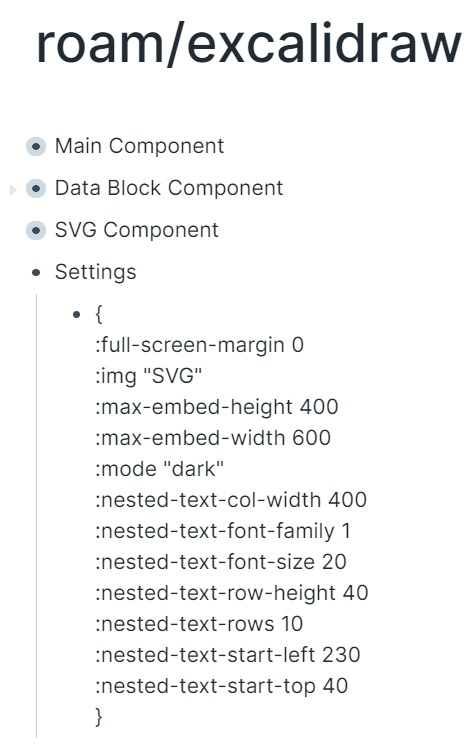 roam/excalidraw
Main Component
Data Block Component
SVG Component
Settings
{
:full-screen-margin 0
:img "SVG"
:max-embed-height 400
:max-embed-width 600
:mode "dark"
:nested-text-col-width 400
:nested-text-font-family 1
:nested-text-font-size 20
:nested-text-row-height 40
:nested-text-rows 10
:nested-text-start-left 230
:nested-text-start-top 40
}